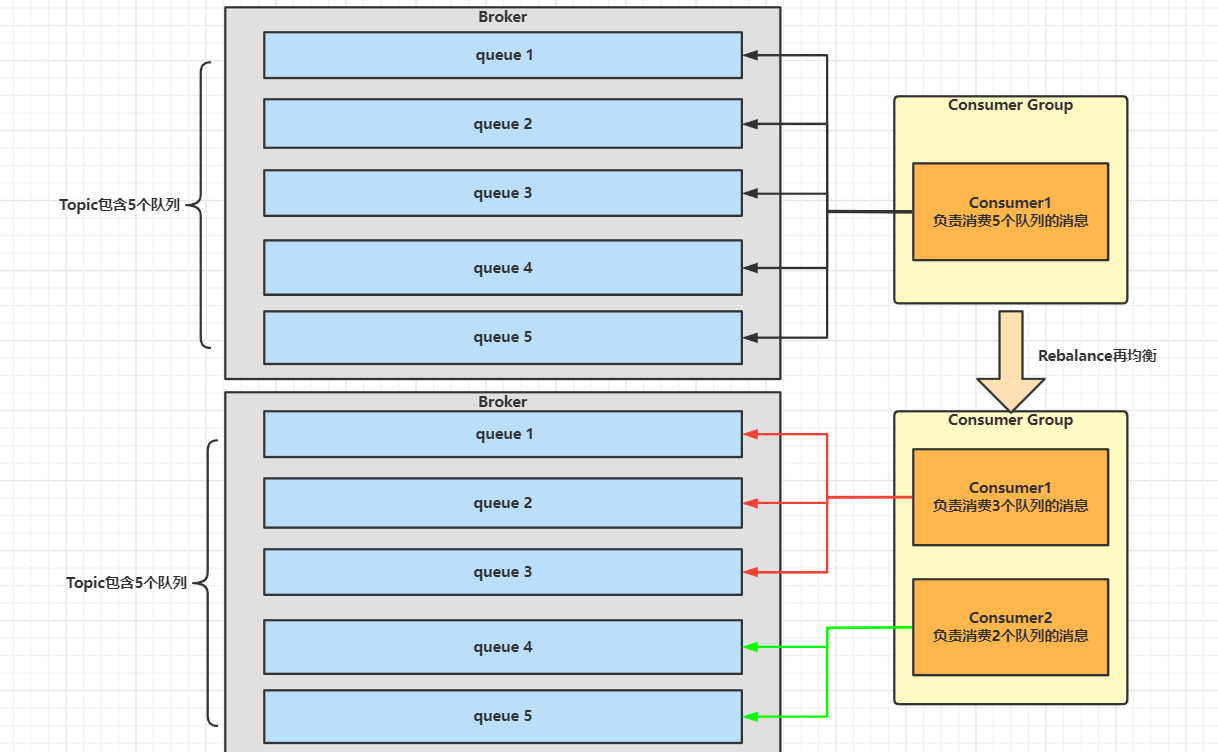 Broker
queue 1
queue 2
queue 3
queue 4
queue 5
Topic包含5个队列
Consumer Group
Consumer1
负责消费5个队列的消息
Rebalance再均衡
Broker
queue 1
queue 2
queue 3
queue 4
queue 5
Topic包含5个队列
Consumer Group
Consumer1
负责消费3个队列的消息
Consumer2
负责消费2个队列的消息